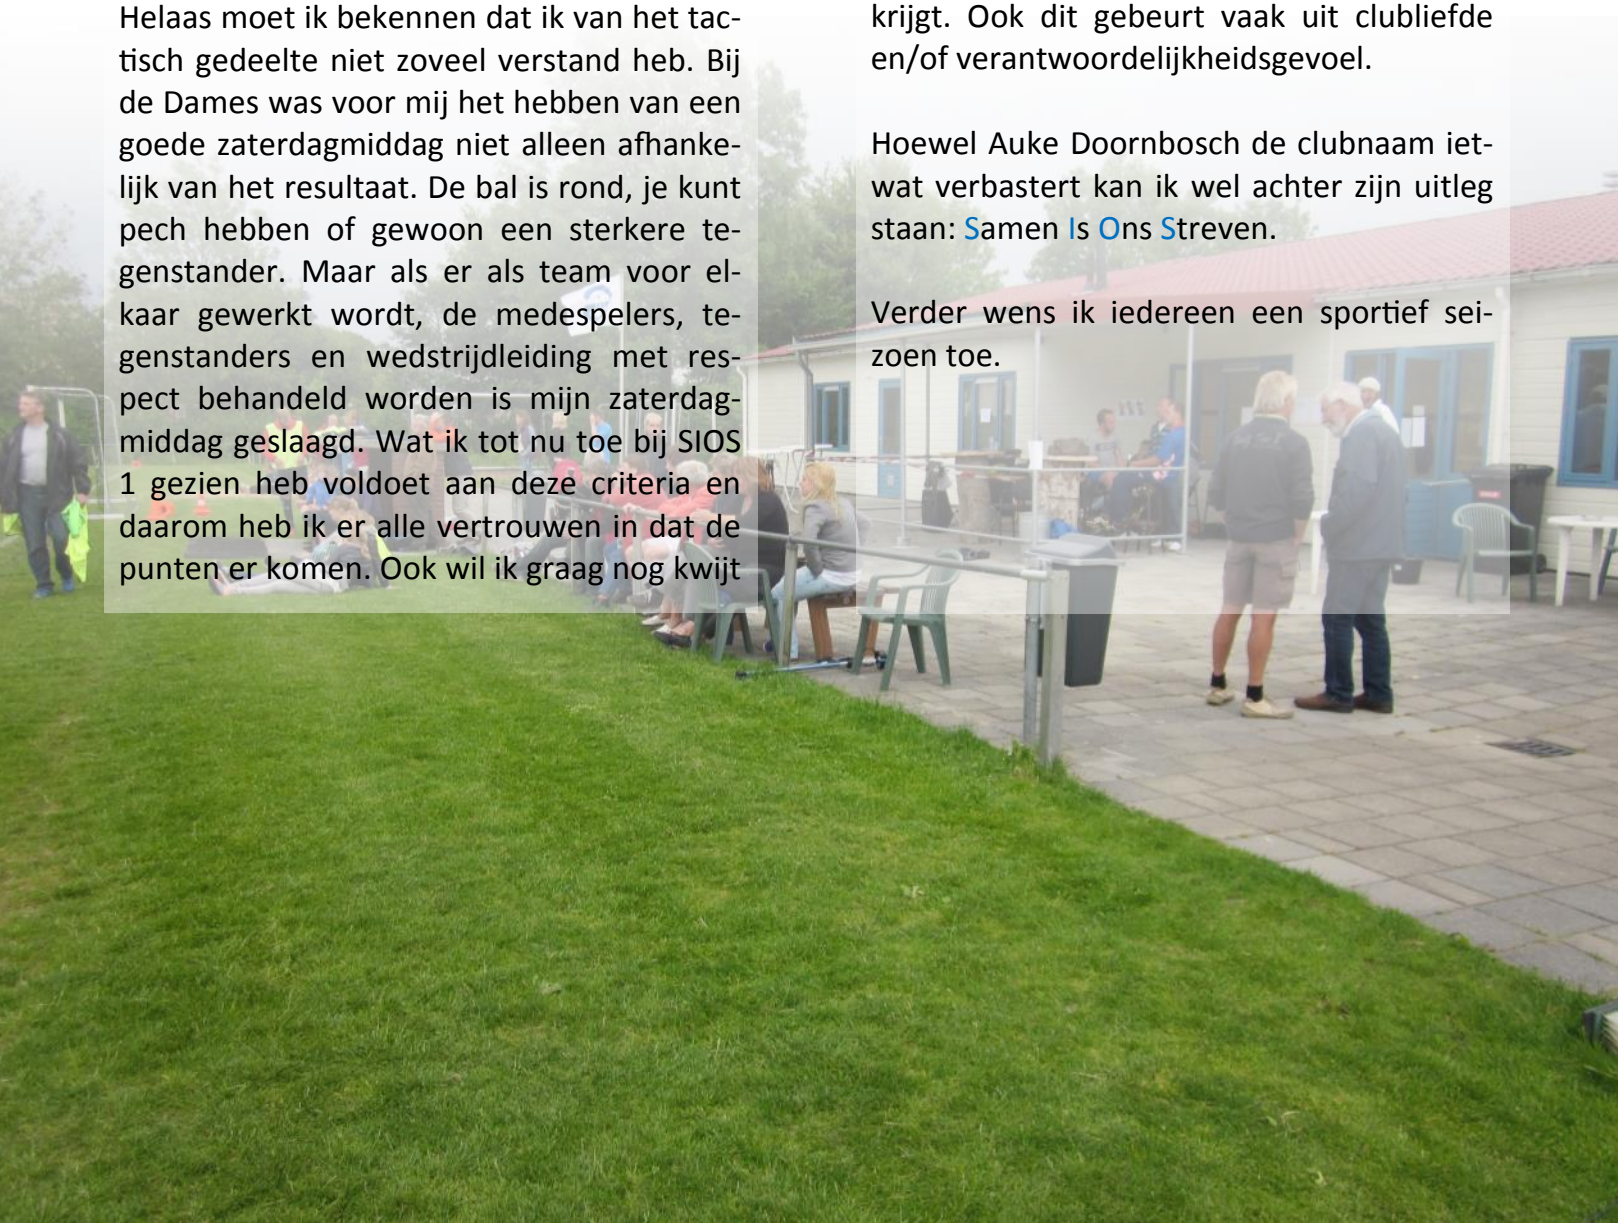 Helaas moet ik bekennen dat ik van het tac-
tisch gedeelte niet zoveel verstand heb. Bij
de Dames was voor mij het hebben van een
goede zaterdagmiddag niet alleen afhanke-
lijk van het resultaat. De bal is rond, je kunt
pech hebben of gewoon een sterkere te-
genstander. Maar als er als team voor el-
kaar gewerkt wordt, de medespelers, te-
genstanders en wedstrijdleiding met res-
pect behandeld worden is mijn zaterdag-
middag geslaagd. Wat ik tot nu toe bij SIOS
1 gezien heb voldoet aan deze criteria en
daarom heb ik er alle vertrouwen in dat de
punten er komen. Ook wil ik graag nog kwijt
krijgt. Ook dit gebeurt vaak uit clubliefde
en/of verantwoordelijkheidsgevoel.
Hoewel Auke Doornbosch de clubnaam iet-
wat verbastert kan ik wel achter zijn uitleg
staan: Samen Is Ons Streven.
Verder wens ik iedereen een sportief sei-
zoen toe.